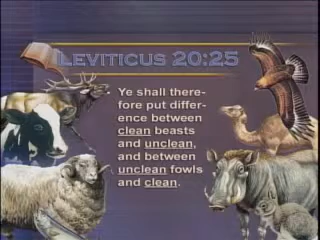 LEVITICUS 20:25
Ye shall there-
fore put differ-
ence between
clean beasts
and unclean,
and between
unclean fowls
and clean.